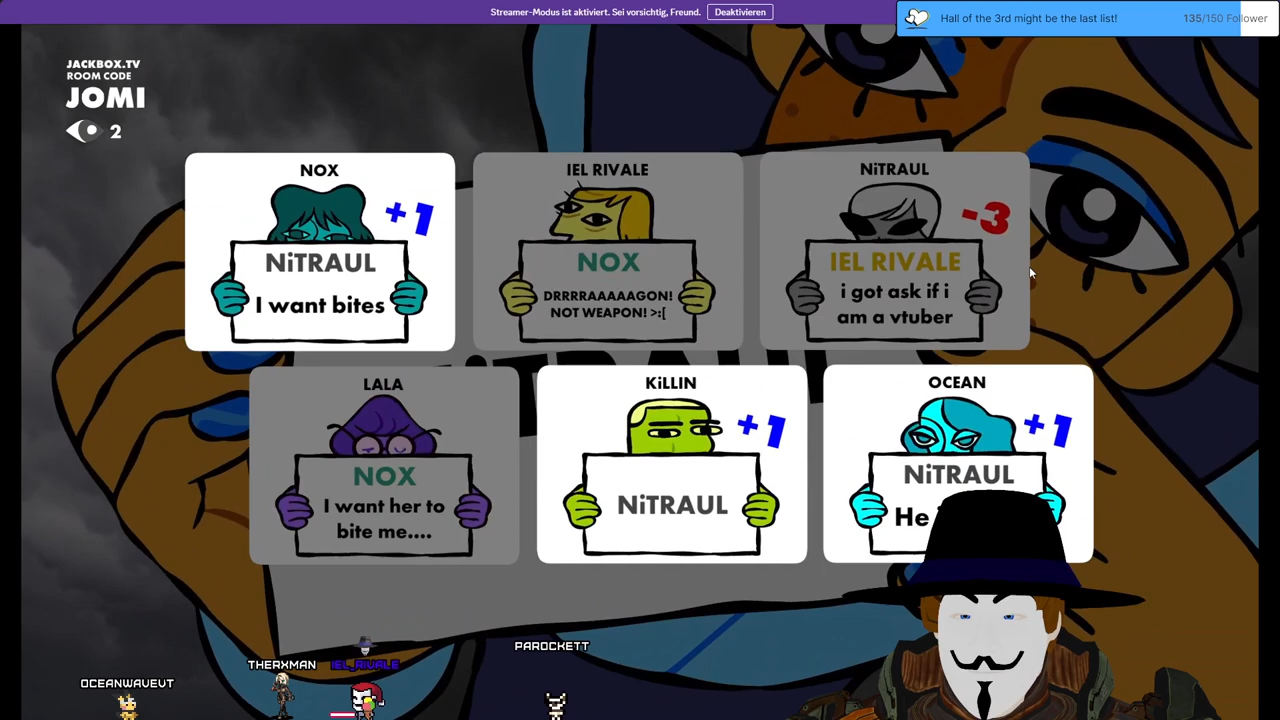 Streamer-Modus ist aktiviert. Sei vorsichtig, Freund.
Deaktivieren
Hall of the 3rd might be the last list!
135/150 Follower
JACKBOX.TV
ROOM CODE
JOMI
2
NOX
+1
NiTRAUL
I want bites
IEL RIVALE
NOX
DRRRRAAAAAGON!
NOT WEAPON! >:[
NiTRAUL
-3
IEL RIVALE
i got ask if i
am a vtuber
LALA
NOX
I want her to
bite me....
KiLLIN
+1
NiTRAUL
OCEAN
+1
NiTRAUL
He
OCEANWAVEVT
THERXMAN
IEL_RIVALE
PAROCKETT